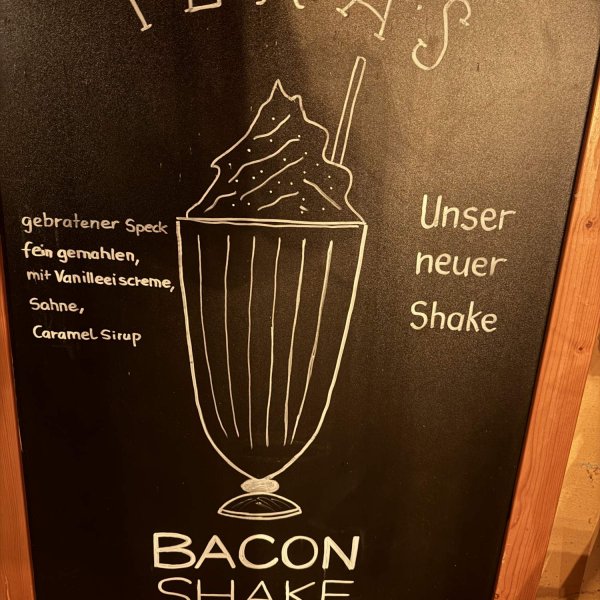 gebratener Speck
fein gemahlen,
mit Vanilleeiscreme,
Sahne,
Caramel Sirup
Unser
neuer
Shake
BACON
SHAKE